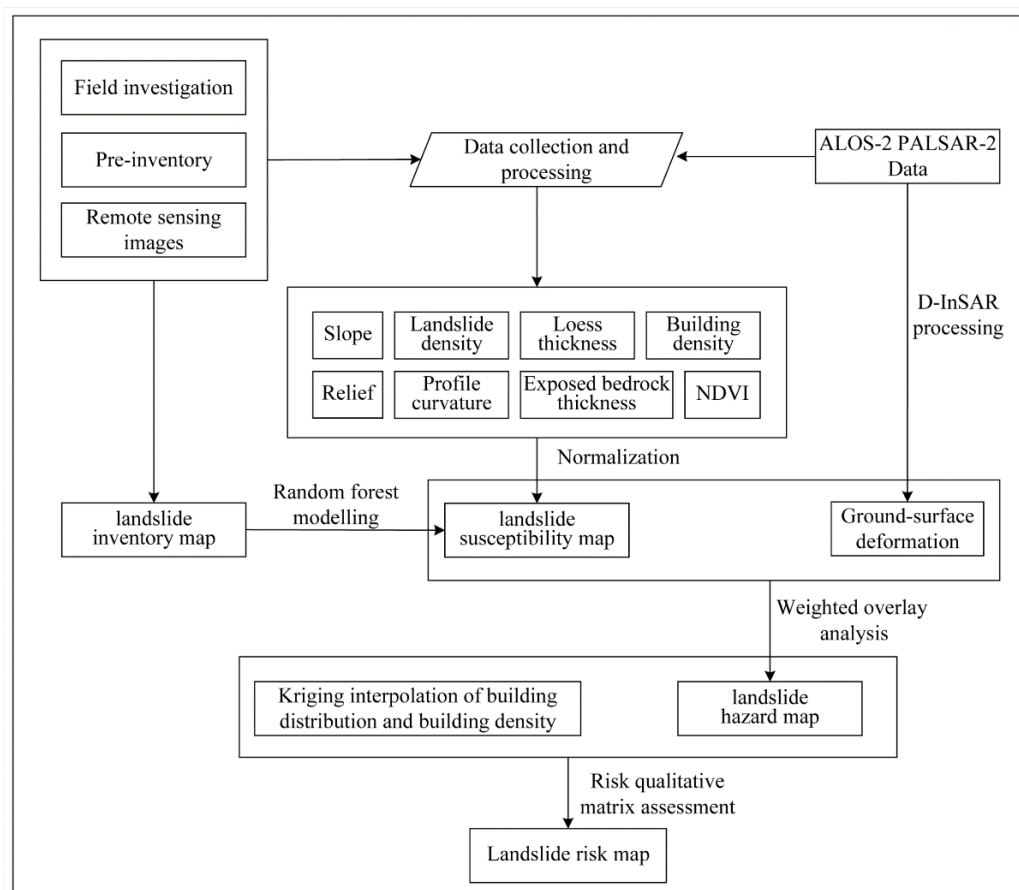 Field investigation
Pre-inventory
Remote sensing
images
Data collection and
processing
ALOS-2 PALSAR-2
Data
D-InSAR
processing
Slope
Landslide
density
Loess
thickness
Building
density
Relief
Profile
curvature
Exposed bedrock
thickness
NDVI
Normalization
landslide
inventory map
Random forest
modelling
landslide
susceptibility map
Ground-surface
deformation
Weighted overlay
analysis
Kriging interpolation of building
distribution and building density
landslide
hazard map
Risk qualitative
matrix assessment
Landslide risk map